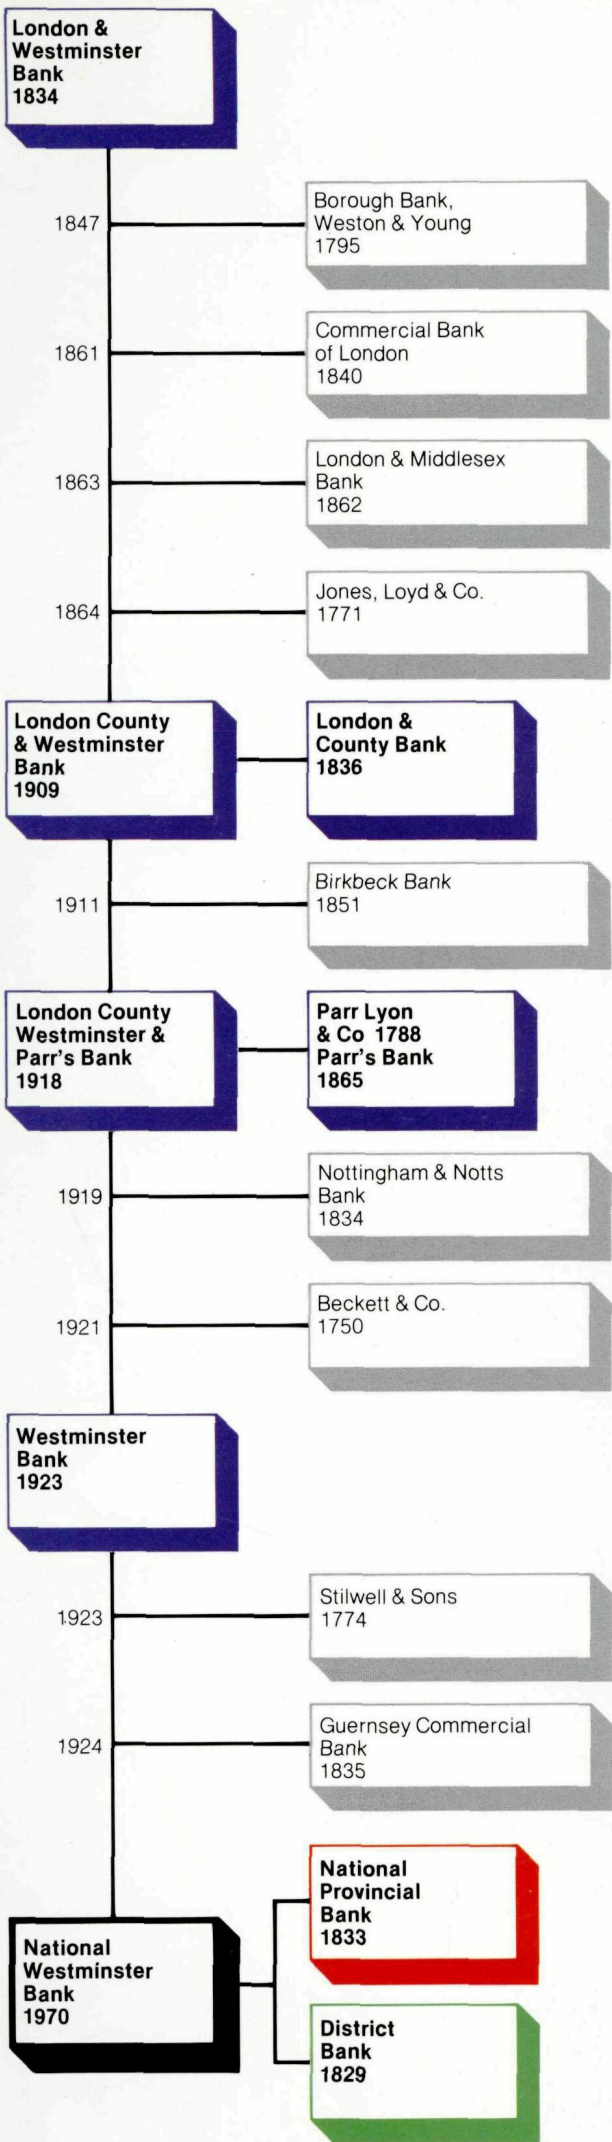 London &
Westminster
Bank
1834
1847
Borough Bank,
Weston & Young
1795
1861
Commercial Bank
of London
1840
1863
London & Middlesex
Bank
1862
1864
Jones, Loyd & Co.
1771
London County
& Westminster
Bank
1909
London &
County Bank
1836
1911
Birkbeck Bank
1851
London County
Westminster &
Parr's Bank
1918
Parr Lyon
& Co 1788
Parr's Bank
1865
1919
Nottingham & Notts
Bank
1834
1921
Beckett & Co.
1750
Westminster
Bank
1923
1923
Stilwell & Sons
1774
1924
Guernsey Commercial
Bank
1835
National
Westminster
Bank
1970
National
Provincial
Bank
1833
District
Bank
1829